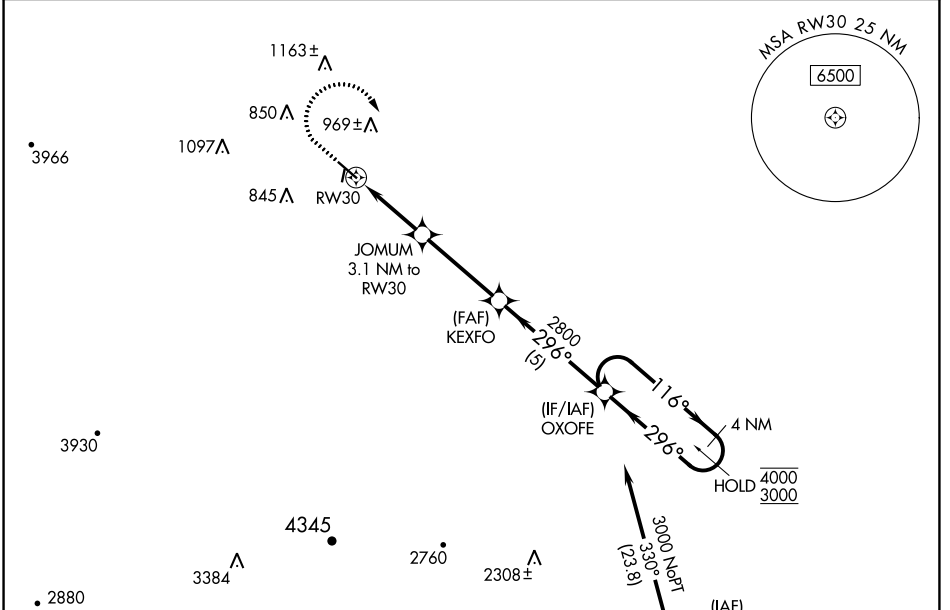 MSA RW30 25 NM
6500
1163±
850
969±
1097
3966
845
RW30
JOMUM
3.1 NM to
RW30
(FAF)
KEXFO
2800
296°
(5)
(IF/IAF)
OXOFE
116°
296°
4 NM
HOLD 4000
3000
3930
4345
2760
3384
2308±
2880
3000 NoPT
330°
(23.8)
(IAF)